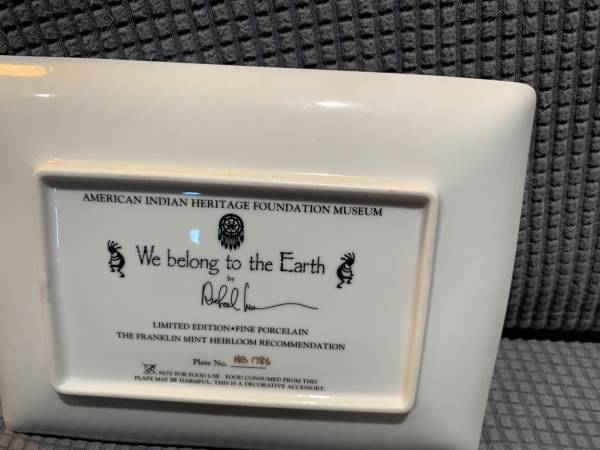 AMERICAN INDIAN HERITAGE FOUNDATION MUSEUM
We belong to the Earth
by
LIMITED EDITION•FINE PORCELAIN
THE FRANKLIN MINT HEIRLOOM RECOMMENDATION
Plate No. HB 1786
NOT FOR FOOD USE - FOOD CONSUMED FROM THIS
PLATE MAY BE HARMFUL. THIS IS A DECORATIVE ACCESSORY.